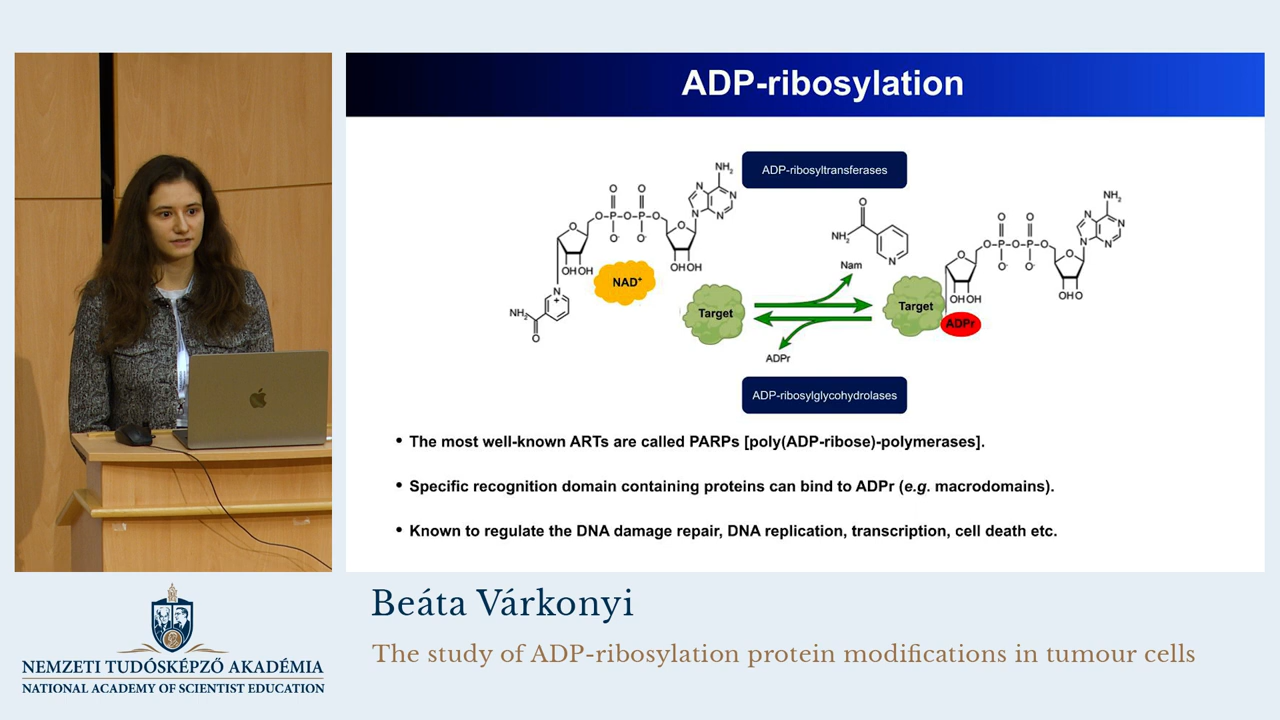 ADP-ribosylation
ADP-ribosyltransferases
NH₂
N
N
N
N
O
O
O
P
O
P
O
O⁻
O⁻
O
O
OH OH
OH OH
NAD⁺
N⁺
NH₂
O
Target
O
NH₂
N
Nam
ADPr
Target
ADPr
O
O
O
P
O
P
O
O⁻
O⁻
O
O
OH OH
OH O
NH₂
N
N
N
N
ADP-ribosylglycohydrolases
• The most well-known ARTs are called PARPs [poly(ADP-ribose)-polymerases].
• Specific recognition domain containing proteins can bind to ADPr (e.g. macrodomains).
• Known to regulate the DNA damage repair, DNA replication, transcription, cell death etc.
Beáta Várkonyi
The study of ADP-ribosylation protein modifications in tumour cells
NEMZETI TUDÓSKÉPZŐ AKADÉMIA
NATIONAL ACADEMY OF SCIENTIST EDUCATION